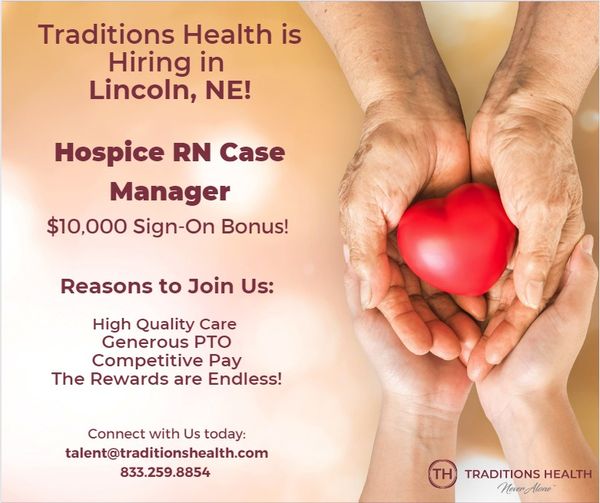 Traditions Health is
Hiring in
Lincoln, NE!
Hospice RN Case
Manager
$10,000 Sign-On Bonus!
Reasons to Join Us:
High Quality Care
Generous PTO
Competitive Pay
The Rewards are Endless!
Connect with Us today:
talent@traditionshealth.com
833.259.8854
TH TRADITIONS HEALTH
Never Alone™